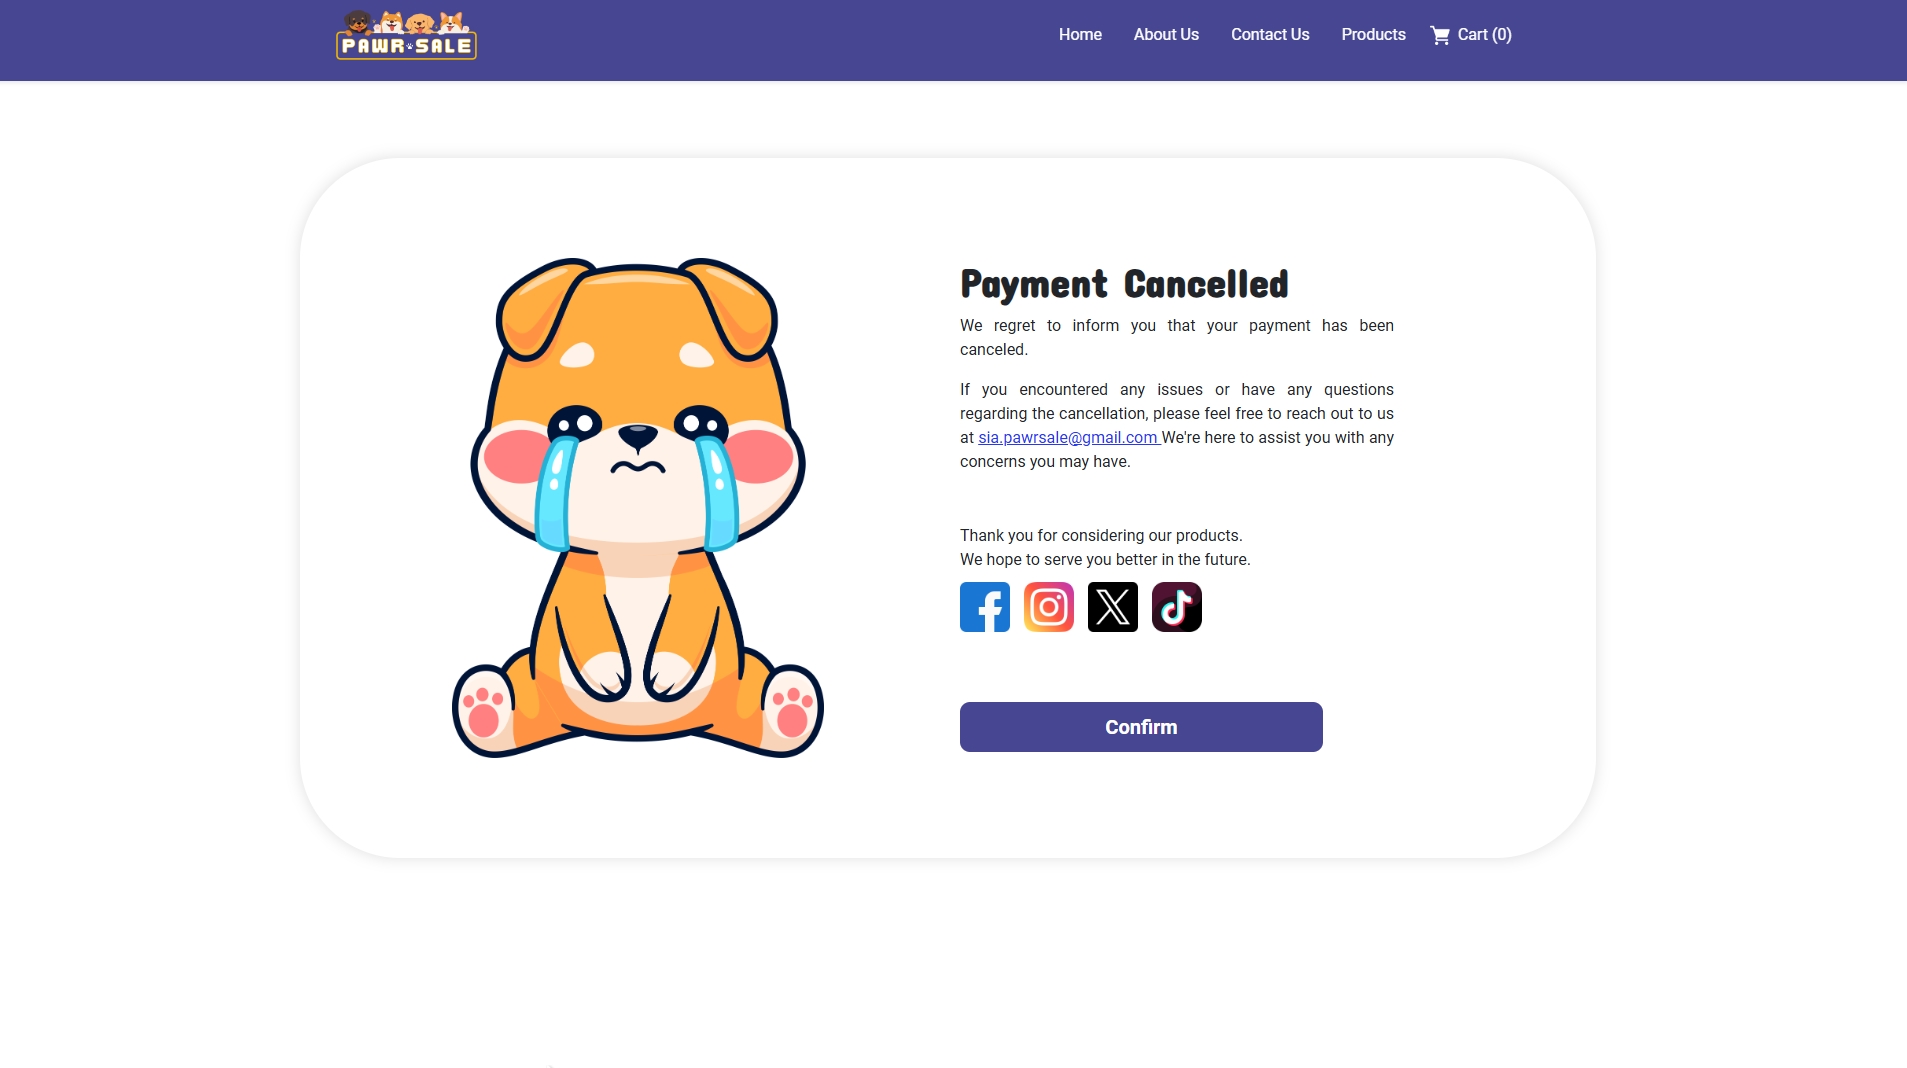 PAWR SALE
Home About Us Contact Us Products Cart (0)
Payment Cancelled
We regret to inform you that your payment has been
canceled.
If you encountered any issues or have any questions
regarding the cancellation, please feel free to reach out to us
at sia.pawrsale@gmail.com We're here to assist you with any
concerns you may have.
Thank you for considering our products.
We hope to serve you better in the future.
Confirm